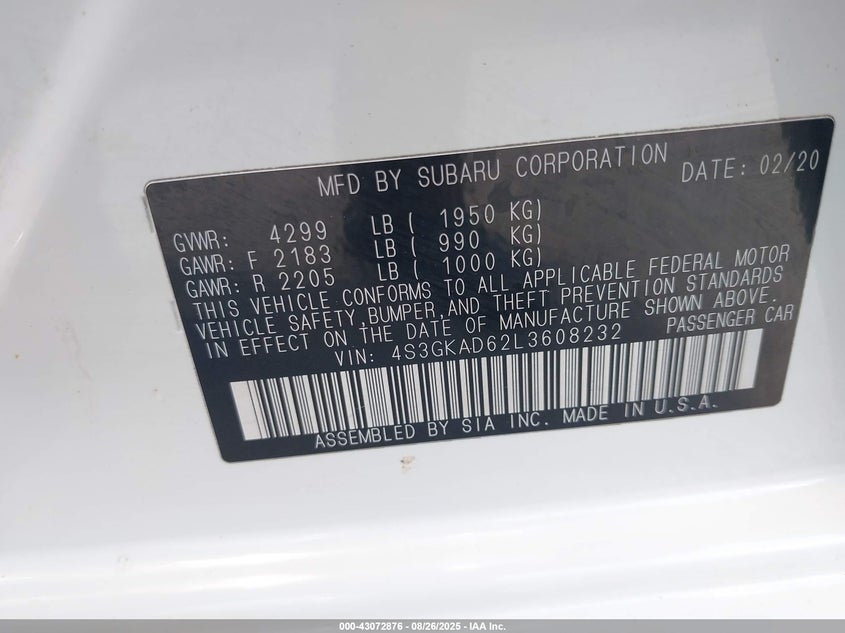 MFD BY SUBARU CORPORATION DATE: 02/20
GVWR: 4299 LB ( 1950 KG)
GAWR: F 2183 LB ( 990 KG)
GAWR: R 2205 LB ( 1000 KG)
THIS VEHICLE CONFORMS TO ALL APPLICABLE FEDERAL MOTOR
VEHICLE SAFETY,BUMPER,AND THEFT PREVENTION STANDARDS
IN EFFECT ON THE DATE OF MANUFACTURE SHOWN ABOVE.
VIN: 4S3GKAD62L3608232 PASSENGER CAR
ASSEMBLED BY SIA INC. MADE IN U.S.A.
000-43072876 - 08/26/2025 - IAA Inc.